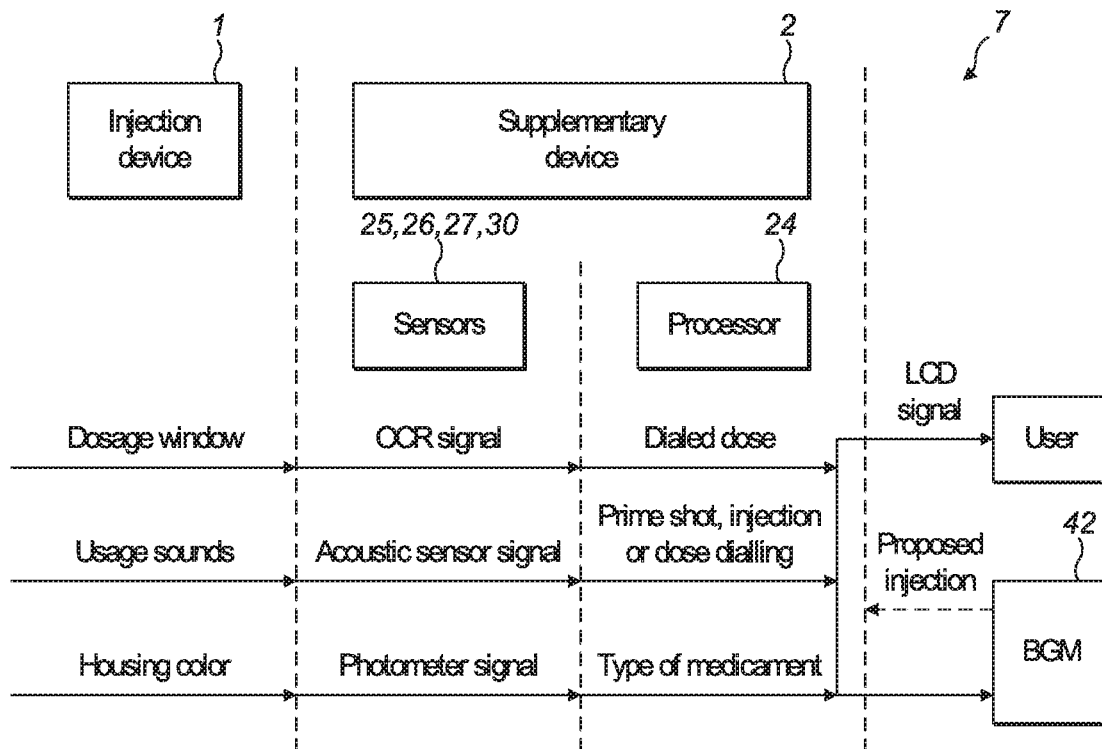 1
2
7
Injection
device
Supplementary
device
25,26,27,30
24
Sensors
Processor
LCD
signal
User
Dosage window
OCR signal
Dialed dose
Prime shot, injection
or dose dialling
Usage sounds
Acoustic sensor signal
Proposed
injection
42
BGM
Housing color
Photometer signal
Type of medicament